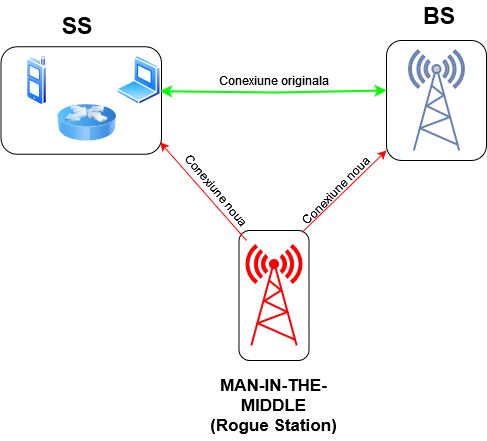 SS
BS
Conexiune originala
Conexiune noua
Conexiune noua
MAN-IN-THE-
MIDDLE
(Rogue Station)